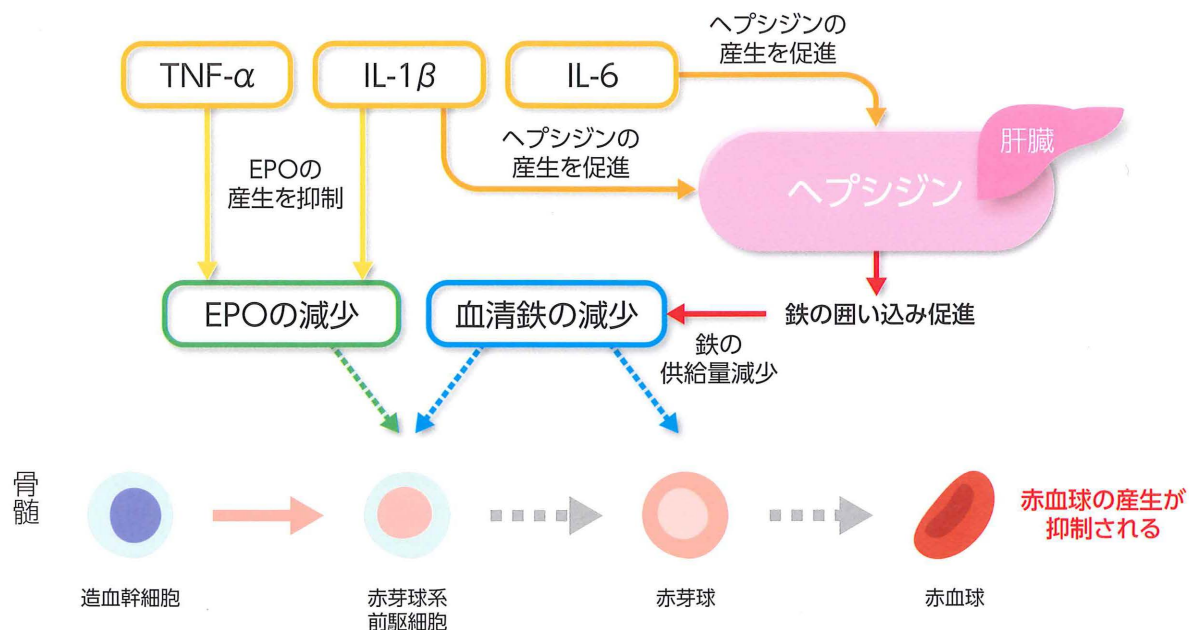 TNF-α
IL-1β
IL-6
ヘプシジンの
産生を促進
EPOの
産生を抑制
ヘプシジンの
産生を促進
肝臓
ヘプシジン
EPOの減少
血清鉄の減少
鉄の囲い込み促進
鉄の
供給量減少
骨髄
造血幹細胞
赤芽球系
前駆細胞
赤芽球
赤血球
赤血球の産生が
抑制される